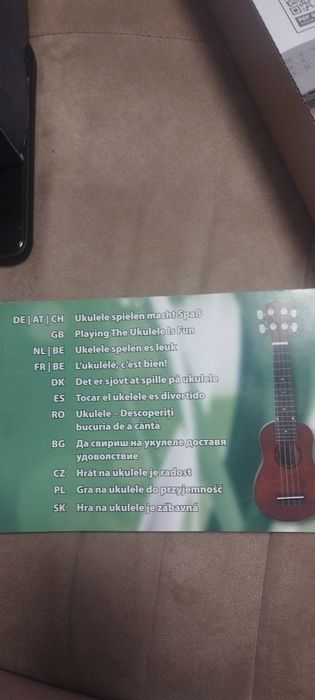 DE | AT | CH Ukulele spielen macht Spaß
GB Playing The Ukulele Is Fun
NL | BE Ukelele spelen es leuk
FR | BE L'ukulélé, c'est bien!
DK Det er sjovt at spille på ukulele
ES Tocar el ukelele es divertido
RO Ukulele – Descoperiți
bucuria de a cânta
BG Да свириш на укулеле доставя
удоволствие
CZ Hrát na ukulele je radost
PL Gra na ukulele do przyjemność
SK Hra na ukulele je zábavná